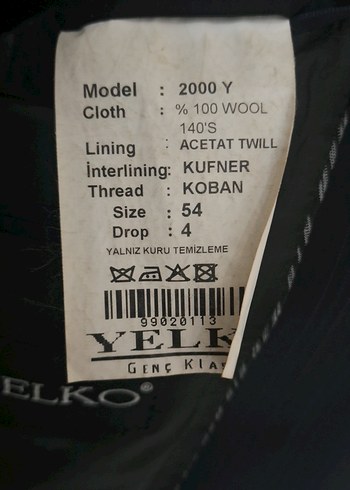 Model : 2000 Y
Cloth : % 100 WOOL
140'S
Lining : ACETAT TWILL
İnterlining: KUFNER
Thread : KOBAN
Size : 54
Drop : 4
YALNIZ KURU TEMİZLEME
99020113
YELK
GENÇ KLA
ELKO®